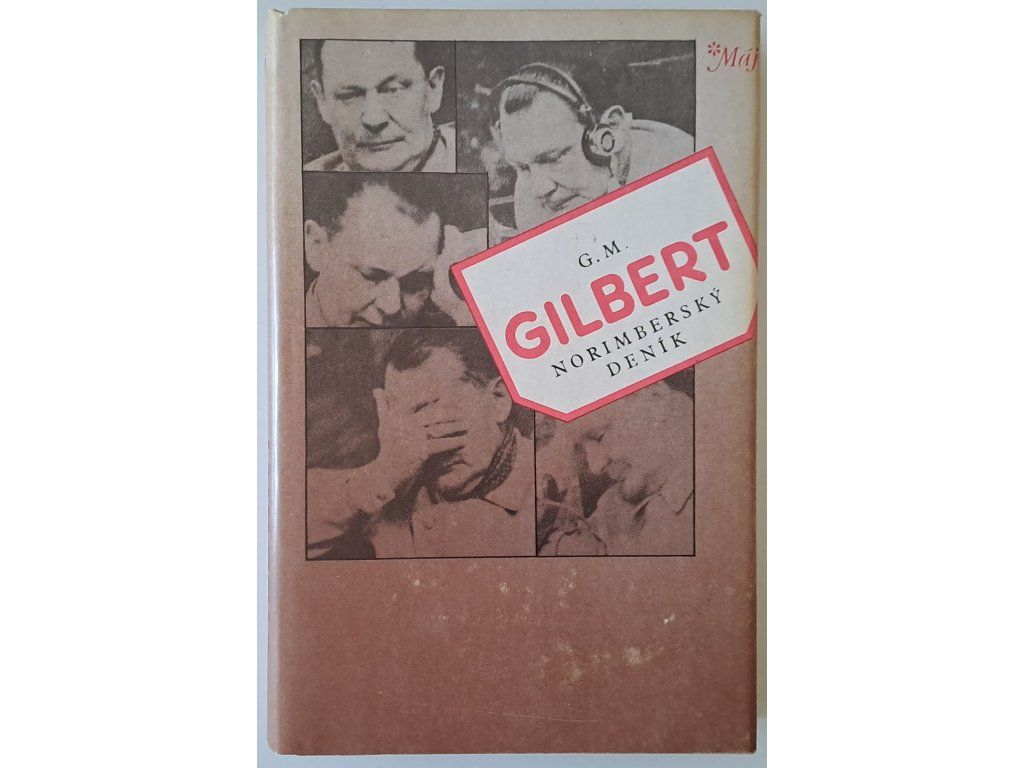 *Máj
G. M.
GILBERT
NORIMBERSKÝ
DENÍK